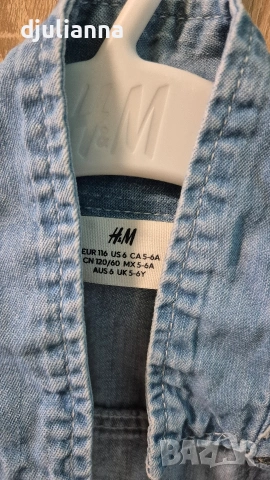 djulianna
H&M
H&M
EUR 116 US 6 CA 5-6A
CN 120/60 MX 5-6A
AUS 6 UK 5-6Y
BAZAR